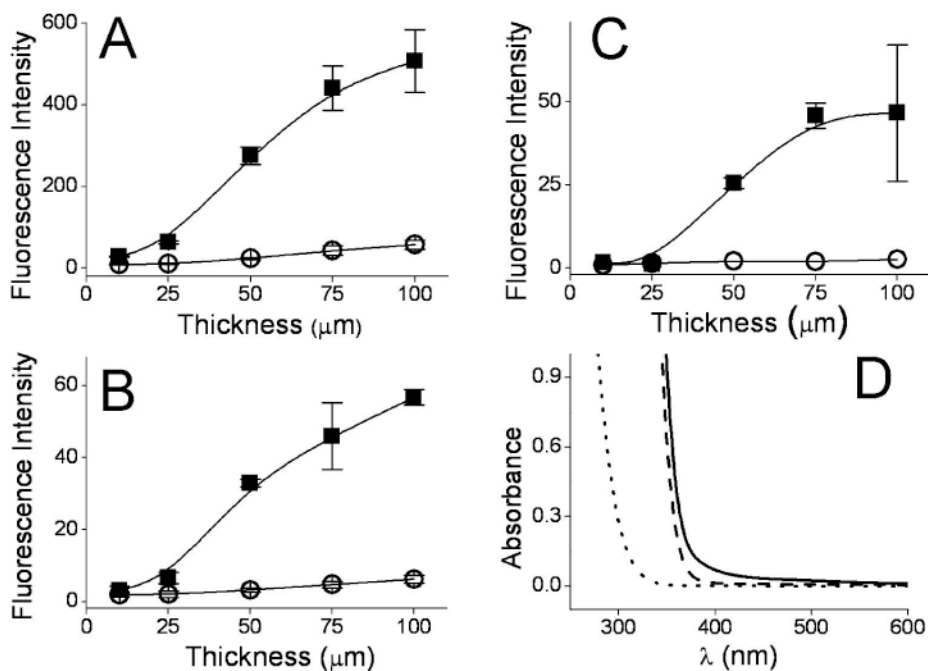 A
Fluorescence Intensity
600
400
200
0
0 25 50 75 100
Thickness (μm)
C
Fluorescence Intensity
50
25
0
0 25 50 75 100
Thickness (μm)
B
Fluorescence Intensity
60
40
20
0
0 25 50 75 100
Thickness (μm)
D
Absorbance
0.9
0.6
0.3
0.0
300 400 500 600
λ (nm)